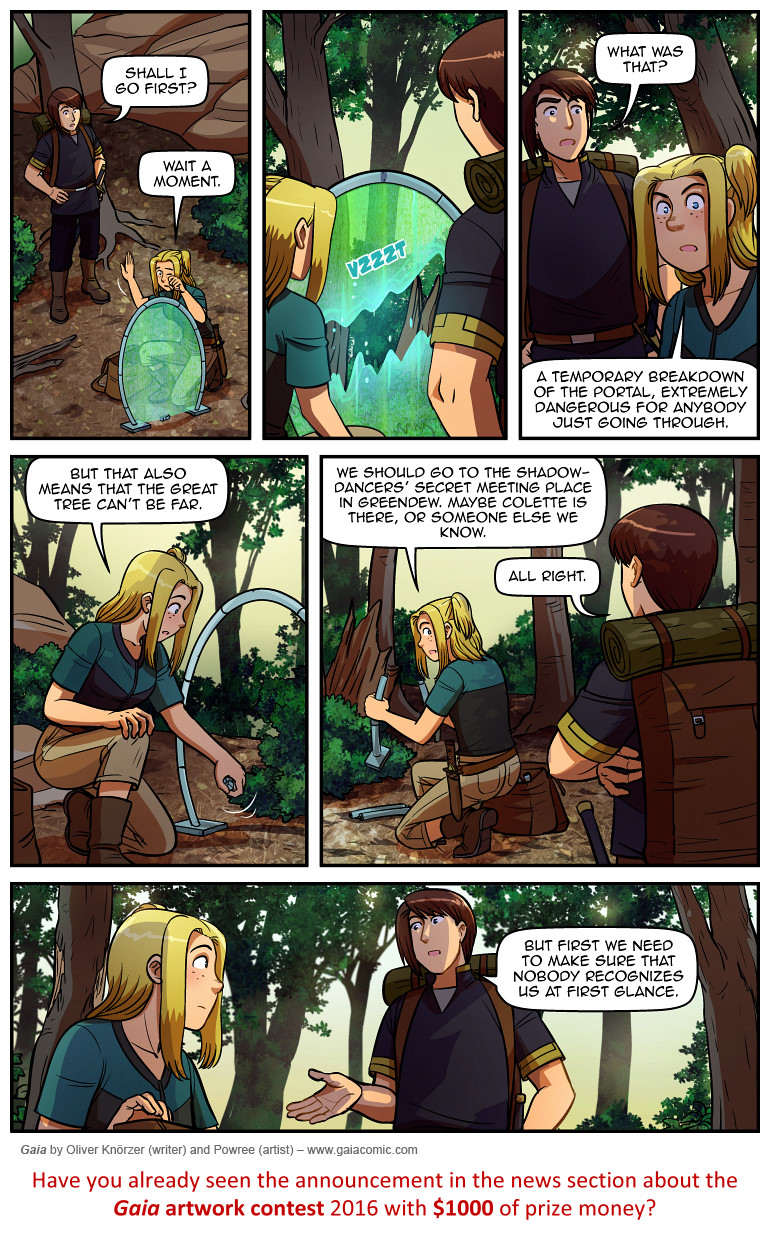 SHALL I
GO FIRST?
WAIT A
MOMENT.
VZZZT
WHAT WAS
THAT?
A TEMPORARY BREAKDOWN
OF THE PORTAL, EXTREMELY
DANGEROUS FOR ANYBODY
JUST GOING THROUGH.
BUT THAT ALSO
MEANS THAT THE GREAT
TREE CAN'T BE FAR.
WE SHOULD GO TO THE SHADOW-
DANCERS' SECRET MEETING PLACE
IN GREENDEW. MAYBE COLETTE IS
THERE, OR SOMEONE ELSE WE
KNOW.
ALL RIGHT.
BUT FIRST WE NEED
TO MAKE SURE THAT
NOBODY RECOGNIZES
US AT FIRST GLANCE.
Gaia by Oliver Knörzer (writer) and Powree (artist) – www.gaiacomic.com
Have you already seen the announcement in the news section about the
Gaia artwork contest 2016 with $1000 of prize money?